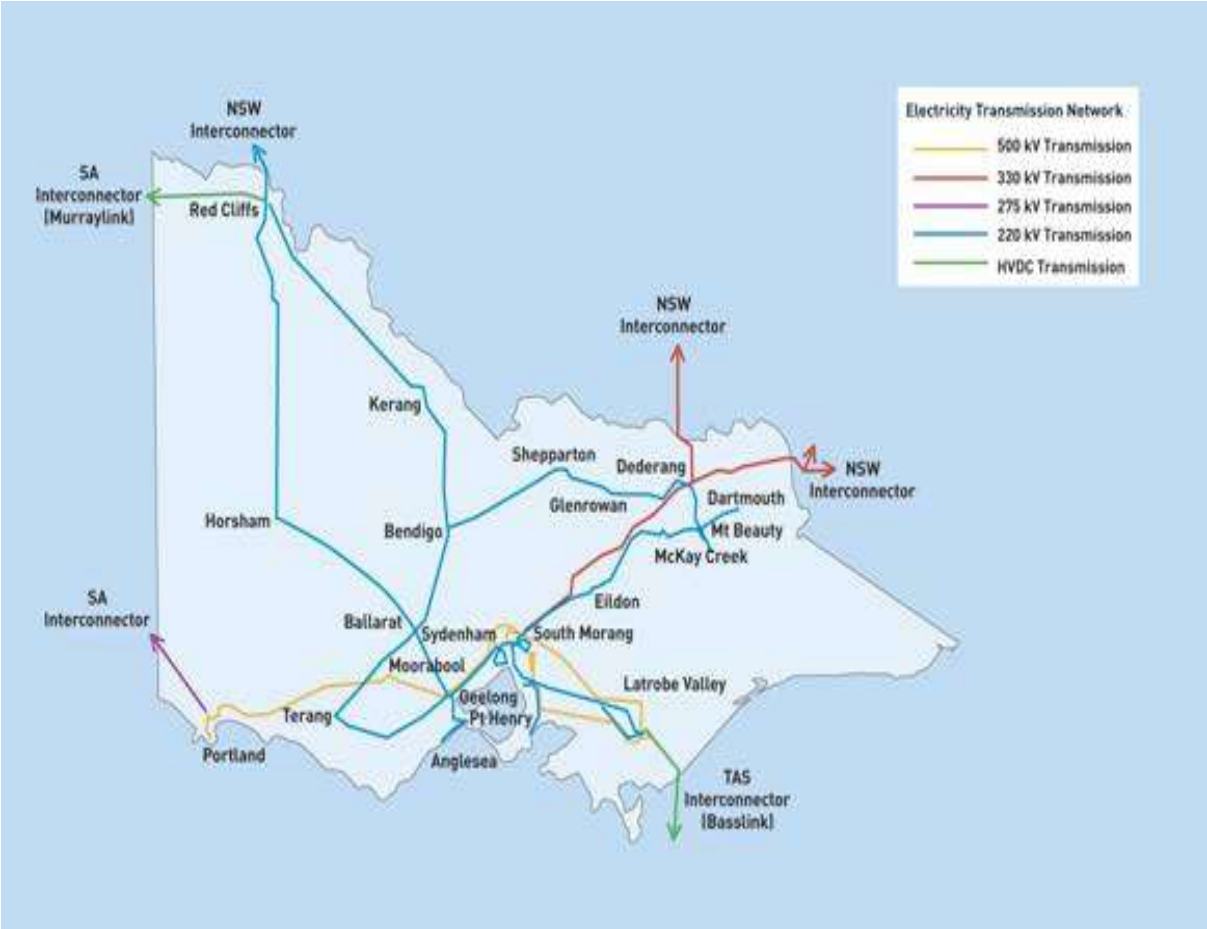 NSW
Interconnector
SA
Interconnector
(Murraylink)
Red Cliffs
Electricity Transmission Network
500 kV Transmission
330 kV Transmission
275 kV Transmission
220 kV Transmission
HVDC Transmission
NSW
Interconnector
Kerang
Shepparton
Dederang
NSW
Interconnector
Glenrowan
Dartmouth
Horsham
Bendigo
Mt Beauty
McKay Creek
SA
Interconnector
Eildon
Ballarat
Sydenham
South Morang
Moorabool
Latrobe Valley
Geelong
Terang
Pt Henry
Portland
Anglesea
TAS
Interconnector
(Basslink)